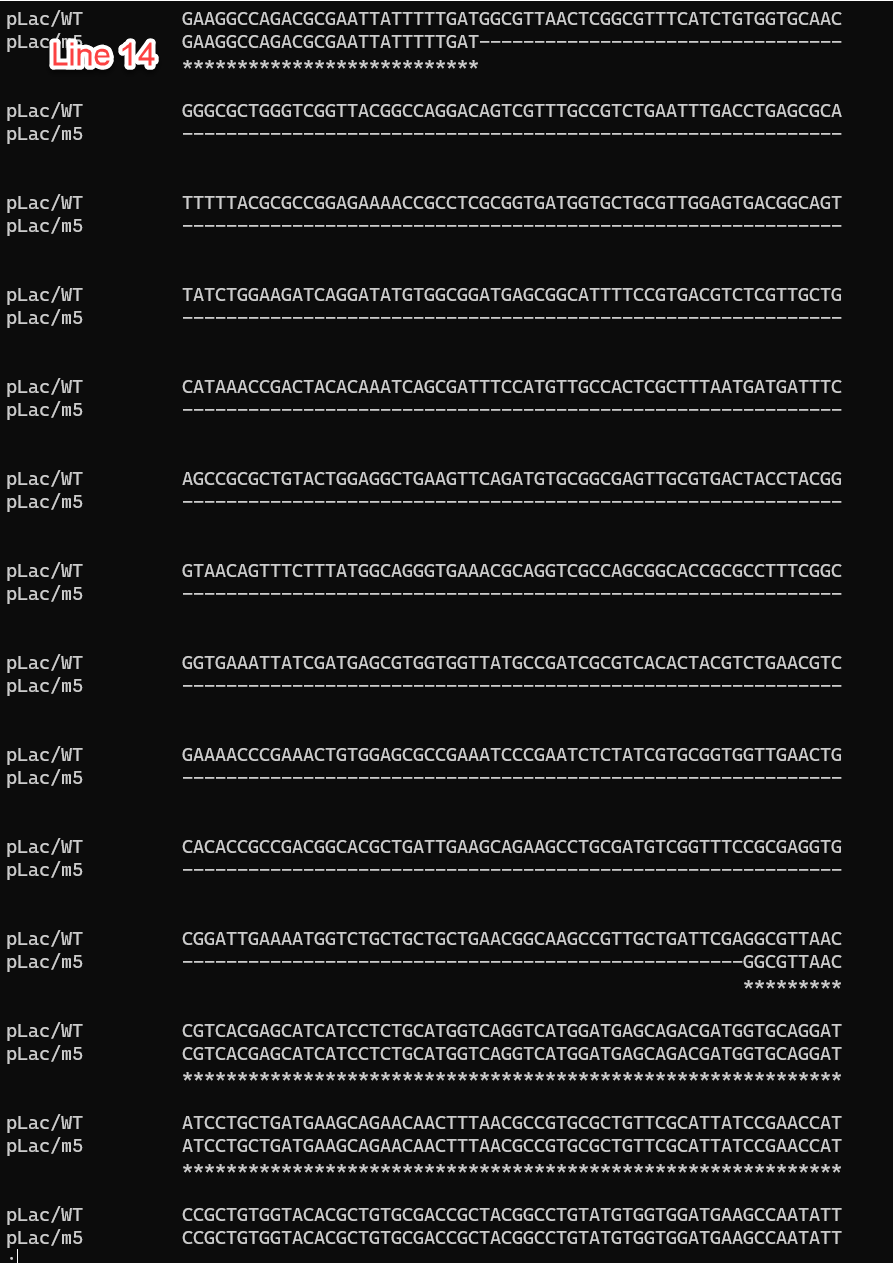 pLac/WT GAAGGCCAGACGCGAATTATTTTTGATGGCGTTAACTCGGCGTTTCATCTGTGGTGCAAC
pLac/m5 GAAGGCCAGACGCGAATTATTTTTGAT---------------------------------
Line 14
***************************
pLac/WT GGGCGCTGGGTCGGTTACGGCCAGGACAGTCGTTTGCCGTCTGAATTTGACCTGAGCGCA
pLac/m5 ------------------------------------------------------------
pLac/WT TTTTTACGCGCCGGAGAAAACCGCCTCGCGGTGATGGTGCTGCGTTGGAGTGACGGCAGT
pLac/m5 ------------------------------------------------------------
pLac/WT TATCTGGAAGATCAGGATATGTGGCGGATGAGCGGCATTTTCCGTGACGTCTCGTTGCTG
pLac/m5 ------------------------------------------------------------
pLac/WT CATAAACCGACTACACAAATCAGCGATTTCCATGTTGCCACTCGCTTTAATGATGATTTC
pLac/m5 ------------------------------------------------------------
pLac/WT AGCCGCGCTGTACTGGAGGCTGAAGTTCAGATGTGCGGCGAGTTGCGTGACTACCTACGG
pLac/m5 ------------------------------------------------------------
pLac/WT GTAACAGTTTCTTTATGGCAGGGTGAAACGCAGGTCGCCAGCGGCACCGCGCCTTTCGGC
pLac/m5 ------------------------------------------------------------
pLac/WT GGTGAAATTATCGATGAGCGTGGTGGTTATGCCGATCGCGTCACACTACGTCTGAACGTC
pLac/m5 ------------------------------------------------------------
pLac/WT GAAAACCCGAAACTGTGGAGCGCCGAAATCCCGAATCTCTATCGTGCGGTGGTTGAACTG
pLac/m5 ------------------------------------------------------------
pLac/WT CACACCGCCGACGGCACGCTGATTGAAGCAGAAGCCTGCGATGTCGGTTTCCGCGAGGTG
pLac/m5 ------------------------------------------------------------
pLac/WT CGGATTGAAAATGGTCTGCTGCTGCTGAACGGCAAGCCGTTGCTGATTCGAGGCGTTAAC
pLac/m5 ---------------------------------------------------GGCGTTAAC
*********
pLac/WT CGTCACGAGCATCATCCTCTGCATGGTCAGGTCATGGATGAGCAGACGATGGTGCAGGAT
pLac/m5 CGTCACGAGCATCATCCTCTGCATGGTCAGGTCATGGATGAGCAGACGATGGTGCAGGAT
************************************************************
pLac/WT ATCCTGCTGATGAAGCAGAACAACTTTAACGCCGTGCGCTGTTCGCATTATCCGAACCAT
pLac/m5 ATCCTGCTGATGAAGCAGAACAACTTTAACGCCGTGCGCTGTTCGCATTATCCGAACCAT
************************************************************
pLac/WT CCGCTGTGGTACACGCTGTGCGACCGCTACGGCCTGTATGTGGTGGATGAAGCCAATATT
pLac/m5 CCGCTGTGGTACACGCTGTGCGACCGCTACGGCCTGTATGTGGTGGATGAAGCCAATATT
.